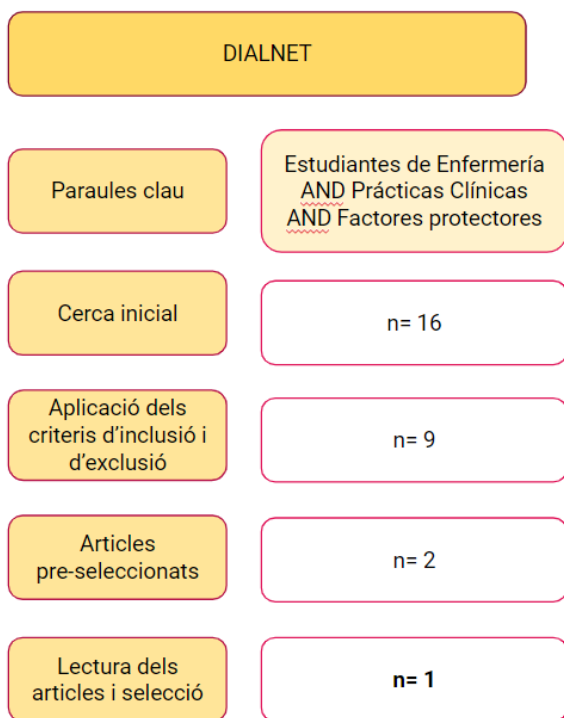 DIALNET
Paraules clau
Estudiantes de Enfermería
AND Prácticas Clínicas
AND Factores protectores
Cerca inicial
n= 16
Aplicació dels
criteris d'inclusió i
d'exclusió
n= 9
Articles
pre-seleccionats
n= 2
Lectura dels
articles i selecció
n= 1